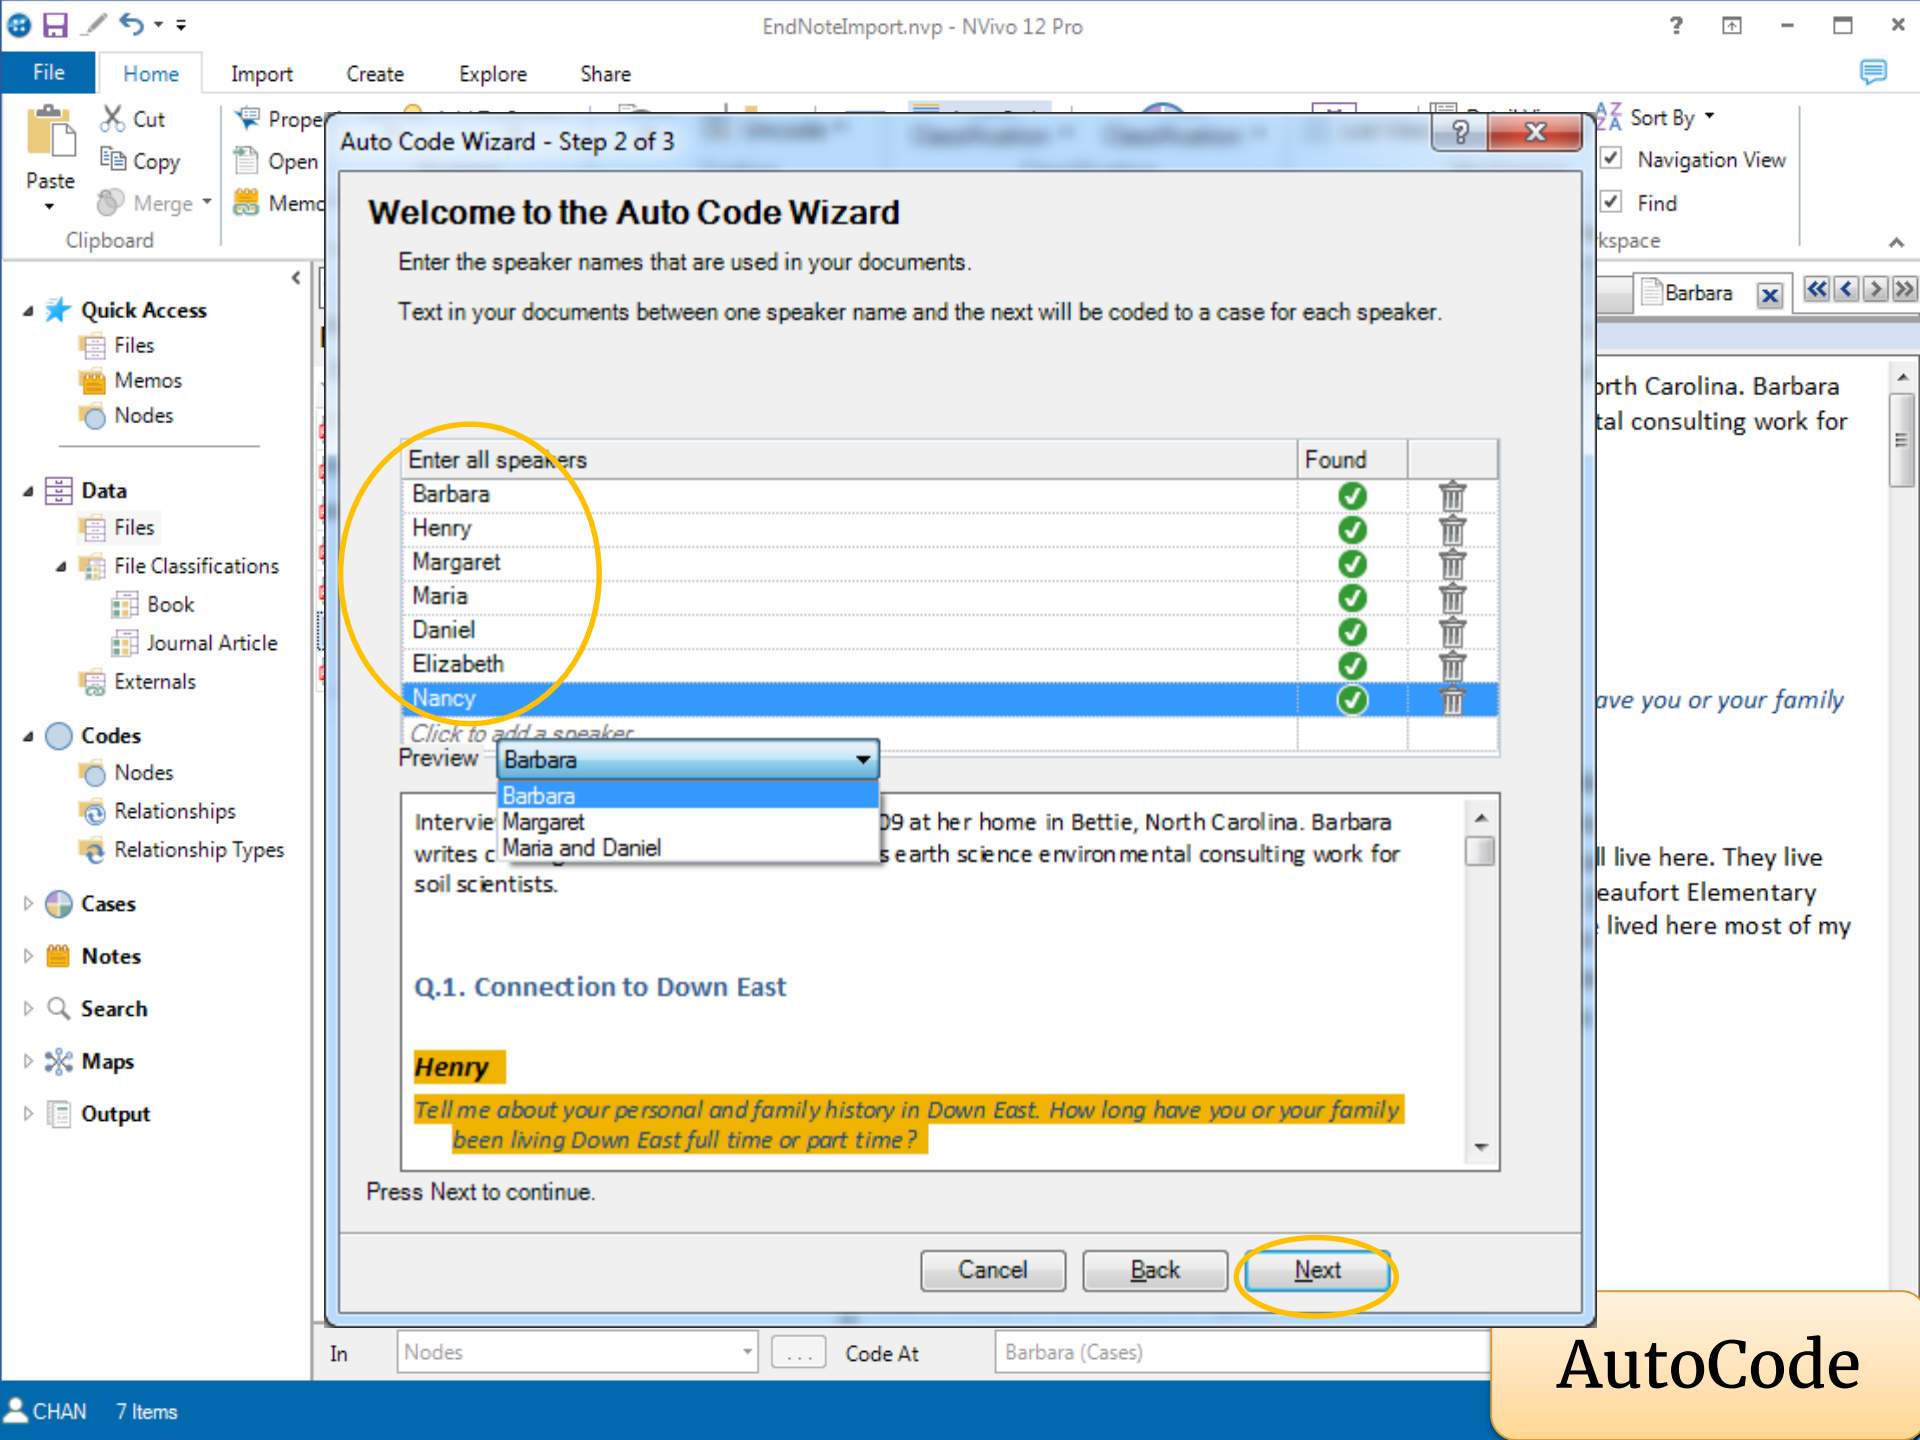 EndNoteImport.nvp - NVivo 12 Pro
File Home Import Create Explore Share
Cut
Copy
Paste
Merge
Clipboard
Open
Sort By
Navigation View
Find
Auto Code Wizard - Step 2 of 3
Welcome to the Auto Code Wizard
Enter the speaker names that are used in your documents.
Text in your documents between one speaker name and the next will be coded to a case for each speaker.
Enter all speakers Found
Barbara
Henry
Margaret
Maria
Daniel
Elizabeth
Nancy
Click to add a speaker
Preview Barbara
Barbara
Margaret
Maria and Daniel
09 at her home in Bettie, North Carolina. Barbara
writes
earth science environmental consulting work for
soil scientists.
Q.1. Connection to Down East
Henry
Tell me about your personal and family history in Down East. How long have you or your family
been living Down East full time or part time?
Press Next to continue.
Cancel Back Next
Quick Access
Files
Memos
Nodes
Data
Files
File Classifications
Book
Journal Article
Externals
Codes
Nodes
Relationships
Relationship Types
Cases
Notes
Search
Maps
Output
Barbara
Carolina. Barbara
consulting work for
you or your family
live here. They live
Elementary
lived here most of my
In Nodes ... Code At Barbara (Cases)
CHAN 7 Items
AutoCode